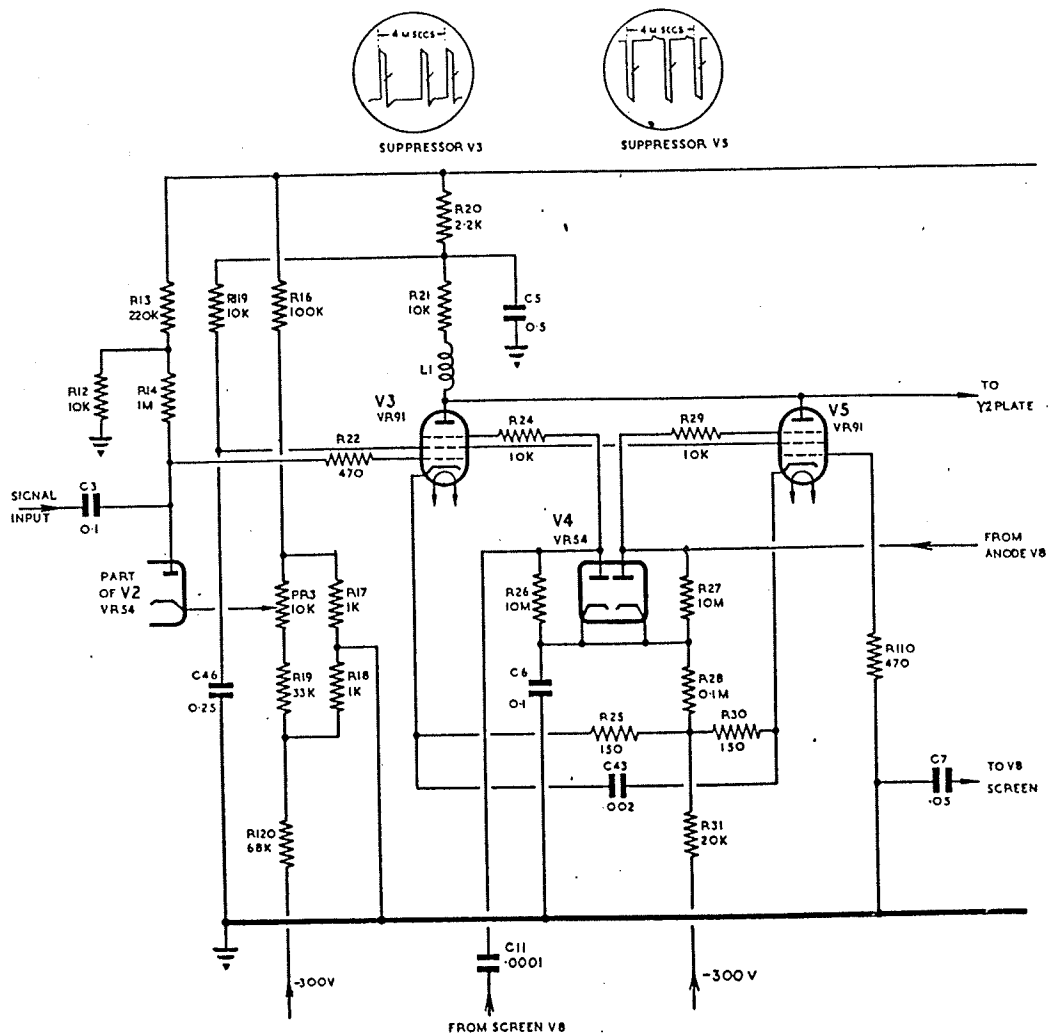 4 M SECS
4 M SECS
SUPPRESSOR V3
SUPPRESSOR V5
R20
2·2K
R13
220K
R119
10K
R16
100K
R21
10K
C5
0·5
L1
R12
10K
R14
1M
V3
VR91
V5
VR91
TO
Y2 PLATE
R22
470
R24
10K
R29
10K
SIGNAL
INPUT
C3
0·1
V4
VR54
FROM
ANODE V8
PART
OF V2
VR54
PR3
10K
R17
1K
R26
10M
R27
10M
R110
470
C46
0·25
R19
33K
R18
1K
C6
0·1
R28
0·1M
R25
150
R30
150
C43
·002
C7
·05
TO V8
SCREEN
R120
68K
R31
20K
C11
·0001
-300V
-300V
FROM SCREEN V8